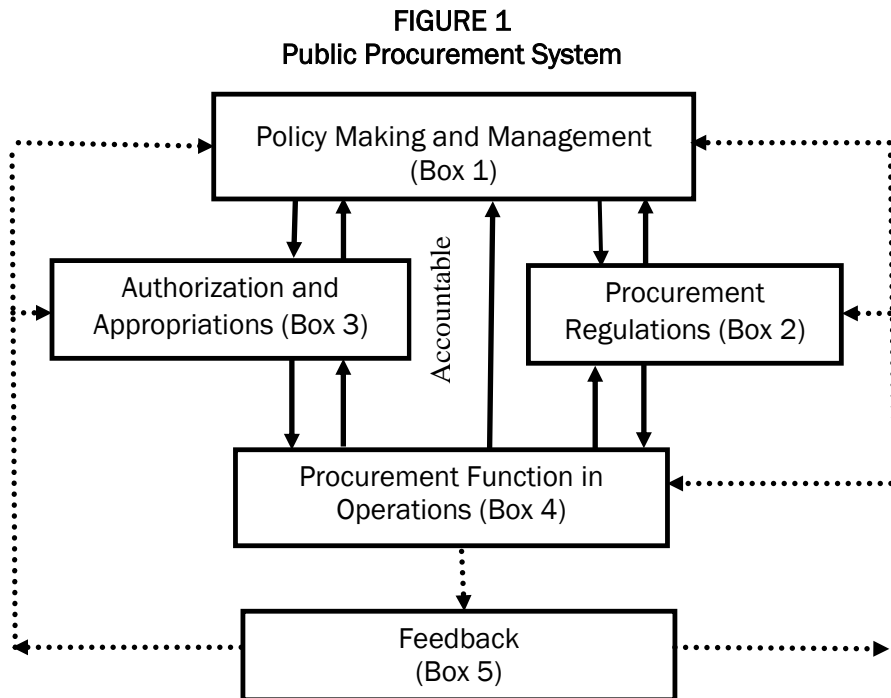 FIGURE 1
Public Procurement System
Policy Making and Management
(Box 1)
Authorization and
Appropriations (Box 3)
Accountable
Procurement
Regulations (Box 2)
Procurement Function in
Operations (Box 4)
Feedback
(Box 5)